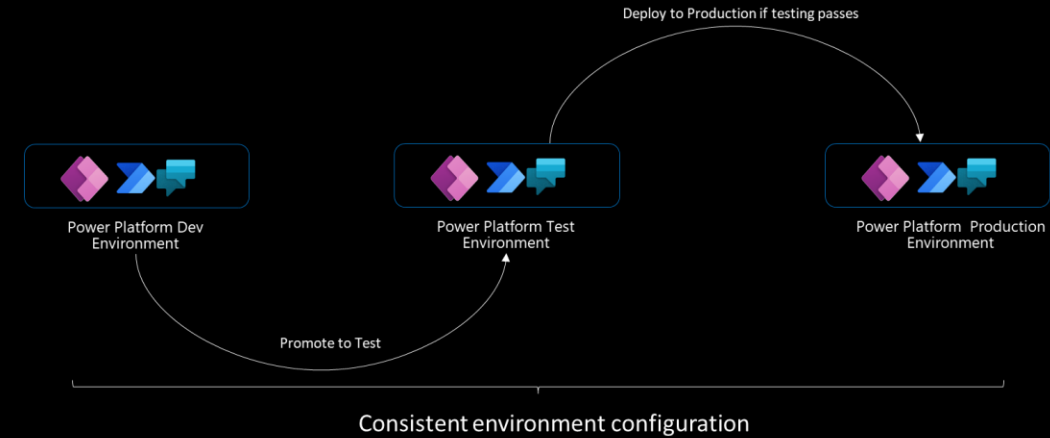 Deploy to Production if testing passes
Power Platform Dev
Environment
Power Platform Test
Environment
Power Platform  Production
Environment
Promote to Test
Consistent environment configuration